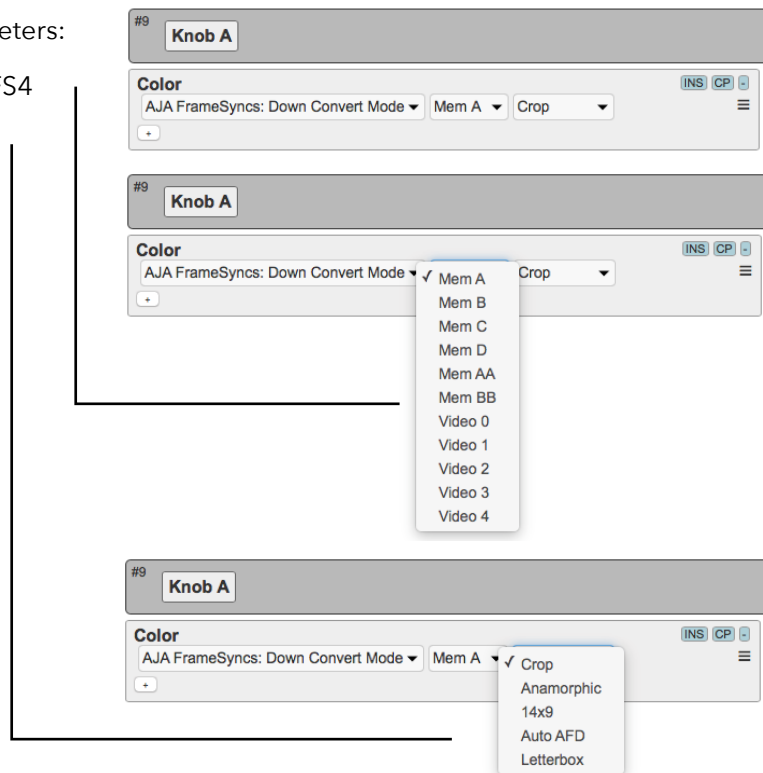 eters:
FS4
#9
Knob A
Color
INS CP -
AJA FrameSyncs: Down Convert Mode Mem A Crop
+
#9
Knob A
Color
INS CP -
AJA FrameSyncs: Down Convert Mode Crop
+
✓ Mem A
Mem B
Mem C
Mem D
Mem AA
Mem BB
Video 0
Video 1
Video 2
Video 3
Video 4
#9
Knob A
Color
INS CP -
AJA FrameSyncs: Down Convert Mode Mem A
+
✓ Crop
Anamorphic
14x9
Auto AFD
Letterbox